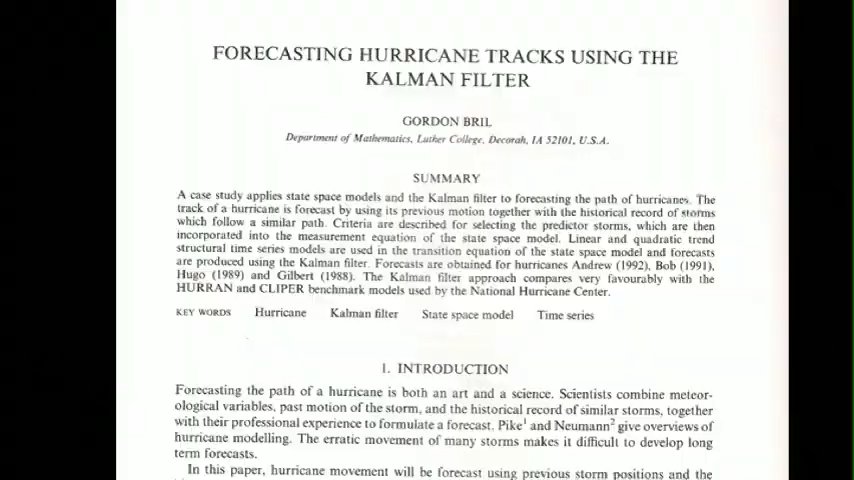 FORECASTING HURRICANE TRACKS USING THE
KALMAN FILTER
GORDON BRIL
Department of Mathematics, Luther College, Decorah, IA 52101, U.S.A.
SUMMARY
A case study applies state space models and the Kalman filter to forecasting the path of hurricanes. The
track of a hurricane is forecast by using its previous motion together with the historical record of storms
which follow a similar path. Criteria are described for selecting the predictor storms, which are then
incorporated into the measurement equation of the state space model. Linear and quadratic trend
structural time series models are used in the transition equation of the state space model and forecasts
are produced using the Kalman filter. Forecasts are obtained for hurricanes Andrew (1992), Bob (1991),
Hugo (1989) and Gilbert (1988). The Kalman filter approach compares very favourably with the
HURRAN and CLIPER benchmark models used by the National Hurricane Center.
KEY WORDS Hurricane Kalman filter State space model Time series
1. INTRODUCTION
Forecasting the path of a hurricane is both an art and a science. Scientists combine meteor-
ological variables, past motion of the storm, and the historical record of similar storms, together
with their professional experience to formulate a forecast. Pike¹ and Neumann² give overviews of
hurricane modelling. The erratic movement of many storms makes it difficult to develop long
term forecasts.
In this paper, hurricane movement will be forecast using previous storm positions and the